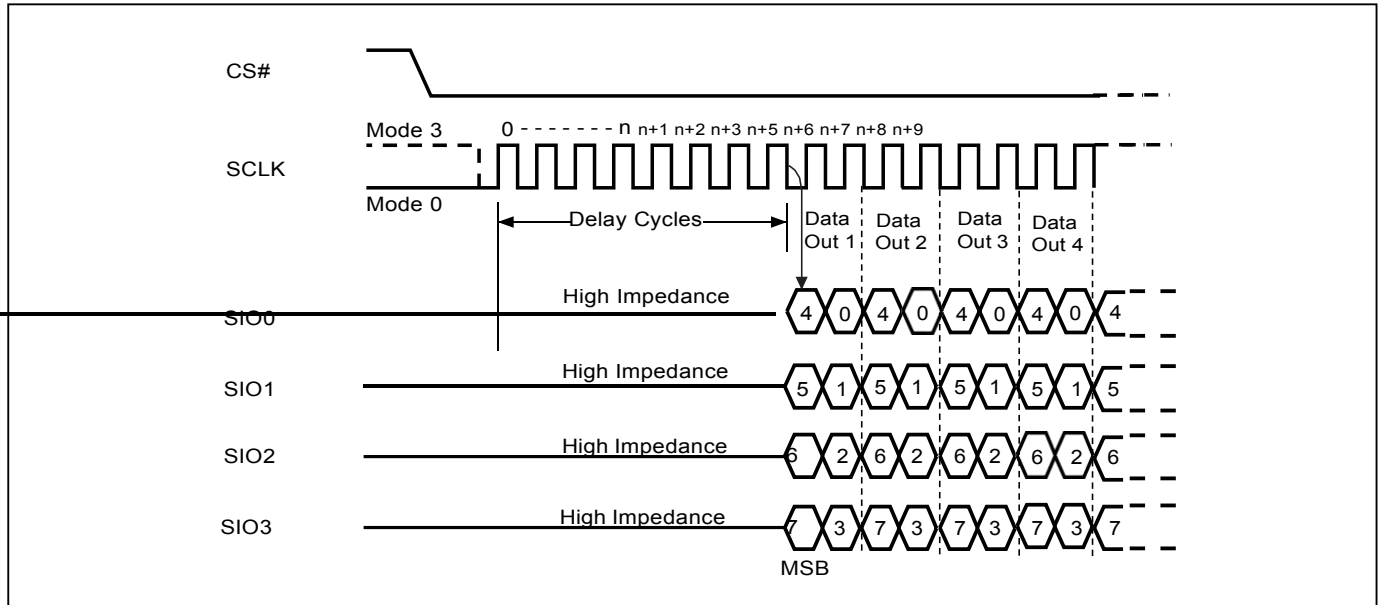 CS#
Mode 3
0 - - - - - - - n n+1 n+2 n+3 n+5 n+6 n+7 n+8 n+9
SCLK
Mode 0
Delay Cycles
Data Out 1
Data Out 2
Data Out 3
Data Out 4
SIO0
High Impedance
4 0 4 0 4 0 4 0 4
SIO1
High Impedance
5 1 5 1 5 1 5 1 5
SIO2
High Impedance
6 2 6 2 6 2 6 2 6
SIO3
High Impedance
7 3 7 3 7 3 7 3 7
MSB